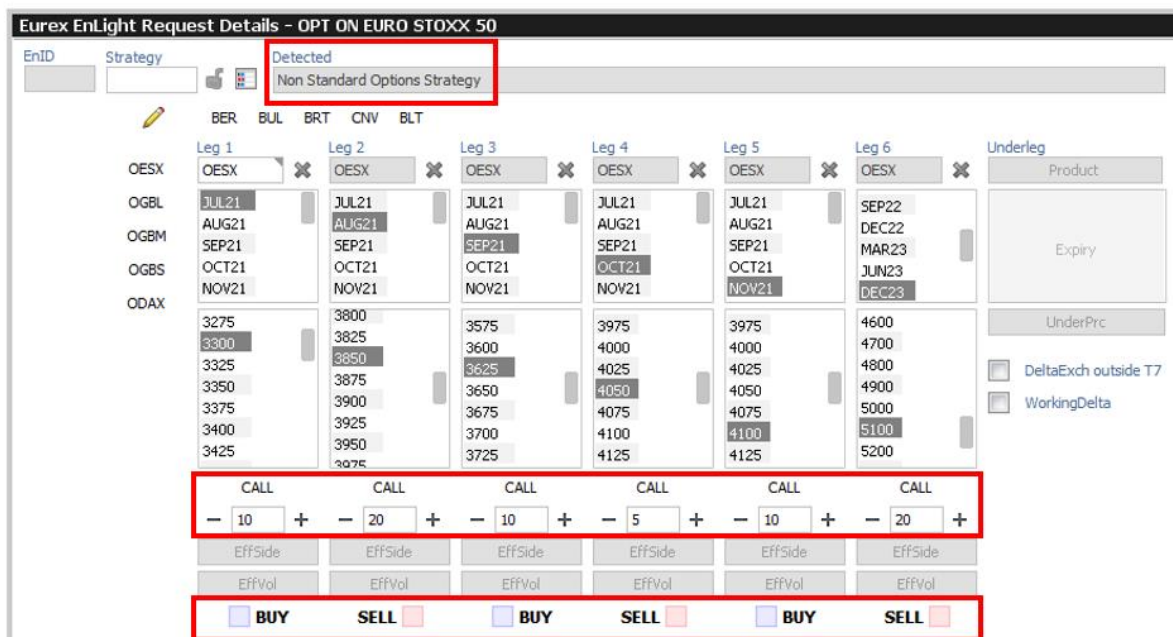 Eurex EnLight Request Details - OPT ON EURO STOXX 50
EnID Strategy Detected
Non Standard Options Strategy
BER BUL BRT CNV BLT
Leg 1 Leg 2 Leg 3 Leg 4 Leg 5 Leg 6 Underleg
OESX OESX OESX OESX OESX OESX OESX Product
OGBL JUL21 JUL21 JUL21 JUL21 JUL21 SEP22
AUG21 AUG21 AUG21 AUG21 AUG21 DEC22
OGBM SEP21 SEP21 SEP21 SEP21 SEP21 MAR23 Expiry
OGBS OCT21 OCT21 OCT21 OCT21 OCT21 JUN23
NOV21 NOV21 NOV21 NOV21 NOV21 DEC23
ODAX
3275 3800 3575 3975 3975 4600 UnderPrc
3300 3825 3600 4000 4000 4700
3325 3850 3625 4025 4025 4800 DeltaExch outside T7
3350 3875 3650 4050 4050 4900
3375 3900 3675 4075 4075 5000 WorkingDelta
3400 3925 3700 4100 4100 5100
3425 3950 3725 4125 4125 5200
3975
CALL CALL CALL CALL CALL CALL
− 10 + − 20 + − 10 + − 5 + − 10 + − 20 +
EffSide EffSide EffSide EffSide EffSide EffSide
EffVol EffVol EffVol EffVol EffVol EffVol
BUY SELL BUY SELL BUY SELL